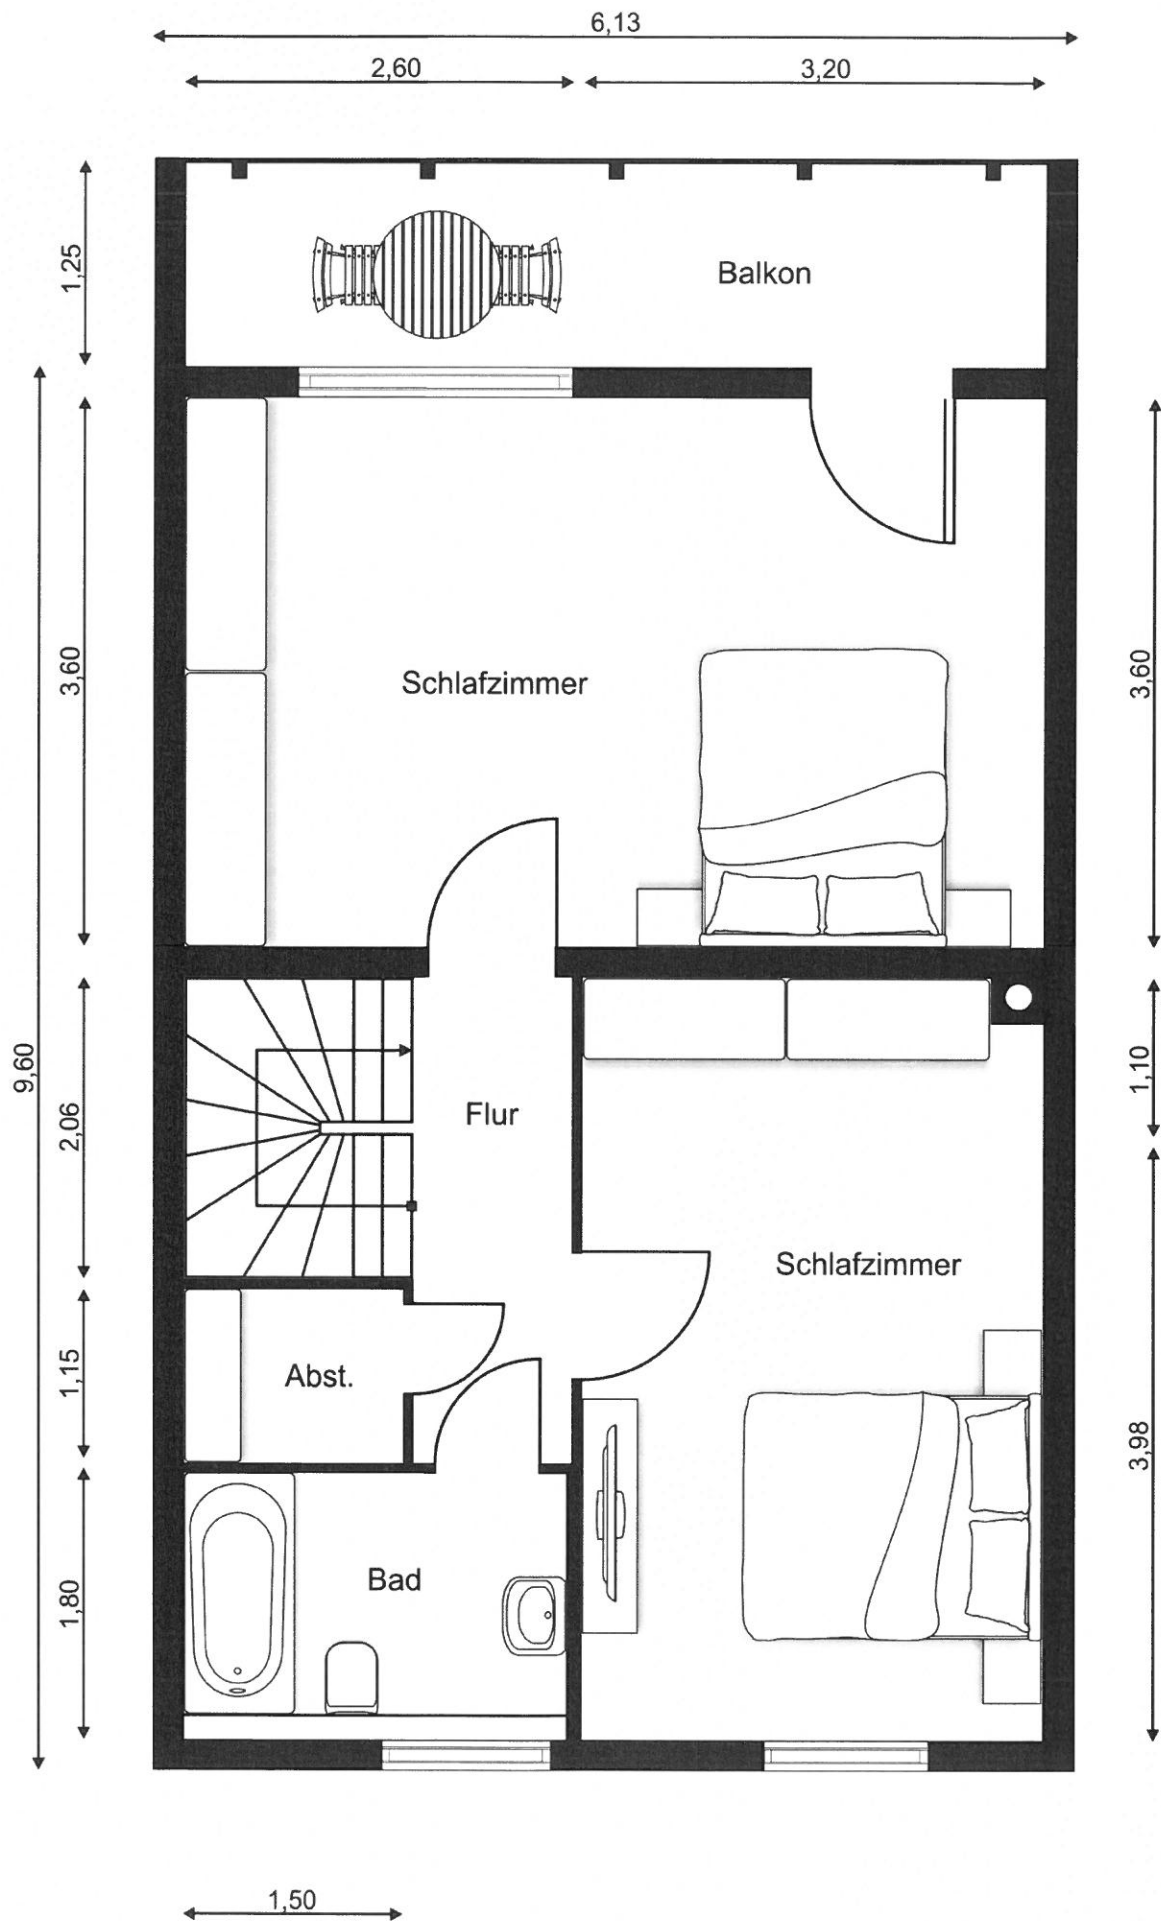 6,13
2,60
3,20
1,25
Balkon
3,60
Schlafzimmer
3,60
9,60
2,06
Flur
1,10
Schlafzimmer
1,15
Abst.
3,98
1,80
Bad
1,50